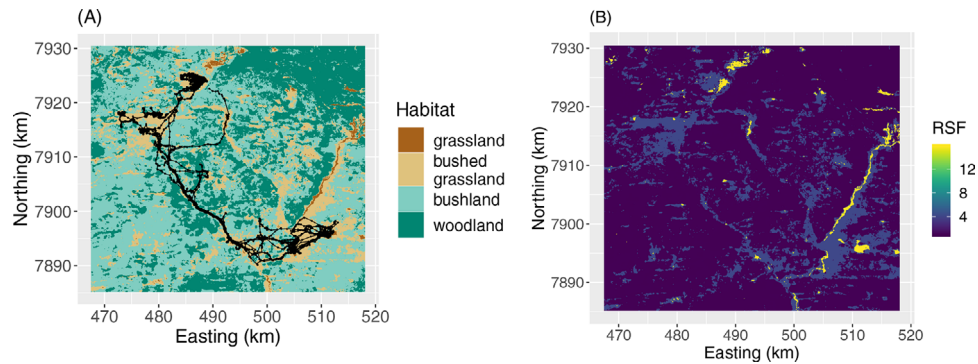 (A)
7930
7920
7910
7900
7890
Northing (km)
470 480 490 500 510 520
Easting (km)
Habitat
grassland
bushed
grassland
bushland
woodland
(B)
7930
7920
7910
7900
7890
Northing (km)
470 480 490 500 510 520
Easting (km)
RSF
12
8
4